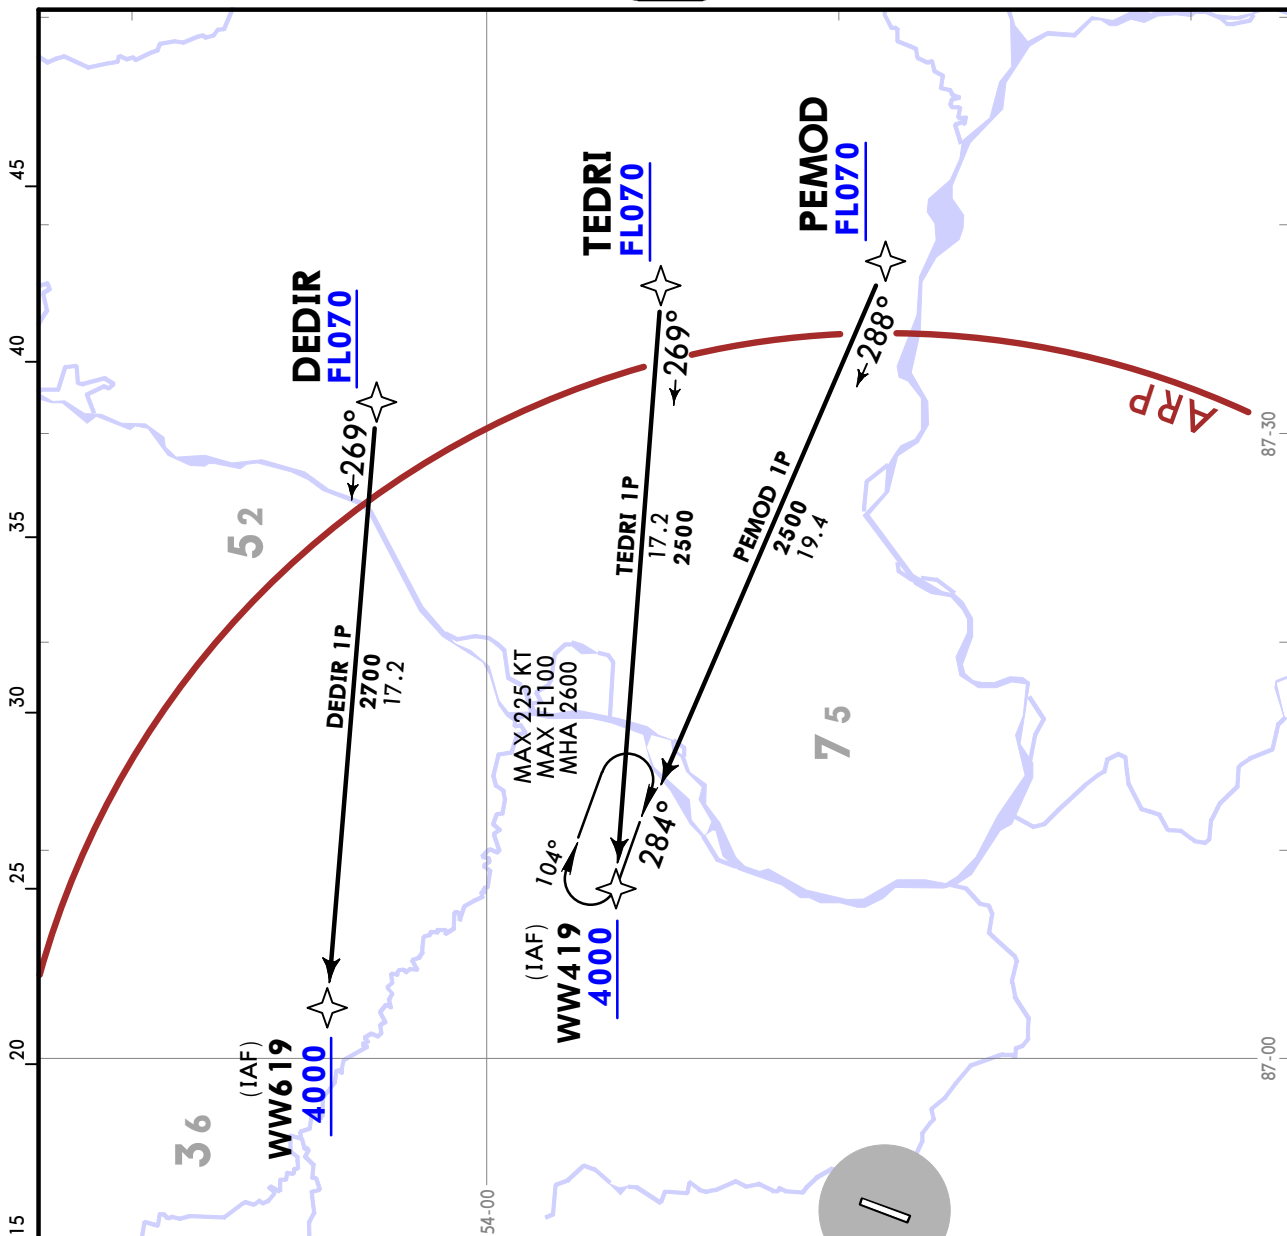 45
40
35
30
25
20
15
DEDIR
FL070
269°
DEDIR 1P
2700
17.2
(IAF)
WW619
4000
TEDRI
FL070
269°
TEDRI 1P
17.2
2500
PEMOD
FL070
288°
PEMOD 1P
2500
19.4
MAX 225 KT
MAX FL100
MHA 2600
104°
284°
(IAF)
WW419
4000
ARP
52
75
36
54-00
87-30
87-00